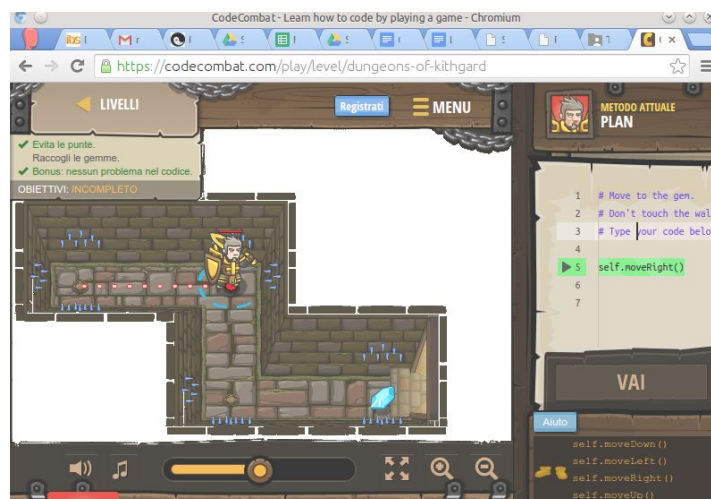 CodeCombat - Learn how to code by playing a game - Chromium
https://codecombat.com/play/level/dungeons-of-kithgard
LIVELLI
Registrati
MENU
METODO ATTUALE
PLAN
Evita le punte.
Raccogli le gemme.
Bonus: nessun problema nel codice.
OBIETTIVI: INCOMPLETO
1 # Move to the gem.
2 # Don't touch the wal
3 # Type your code belo
4
5 self.moveRight()
6
7
VAI
Aiuto
self.moveDown()
self.moveLeft()
self.moveRight()
self.moveUp()